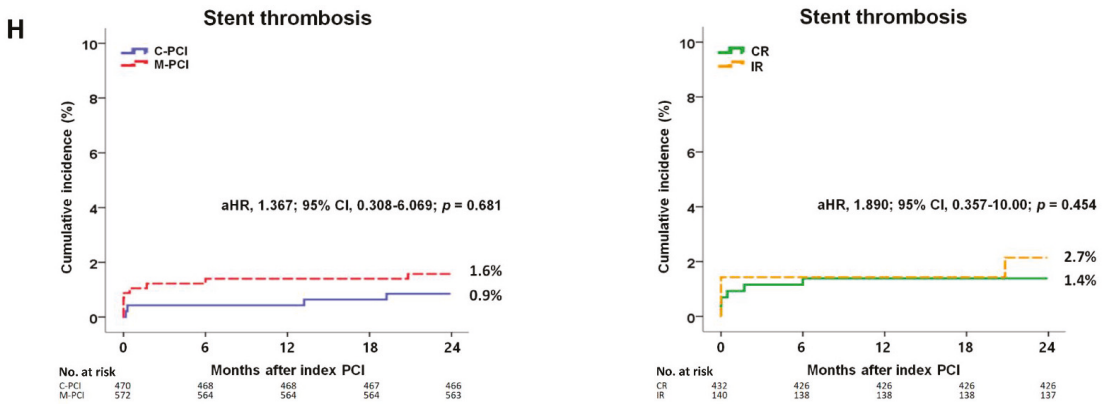 H
Stent thrombosis
10
8
6
4
2
0
Cumulative incidence (%)
C-PCI
M-PCI
aHR, 1.367; 95% CI, 0.308-6.069; p = 0.681
1.6%
0.9%
0 6 12 18 24
No. at risk Months after index PCI
C-PCI 470 468 468 467 466
M-PCI 572 564 564 564 563
Stent thrombosis
10
8
6
4
2
0
Cumulative incidence (%)
CR
IR
aHR, 1.890; 95% CI, 0.357-10.00; p = 0.454
2.7%
1.4%
0 6 12 18 24
No. at risk Months after index PCI
CR 432 426 426 426 426
IR 140 138 138 138 137